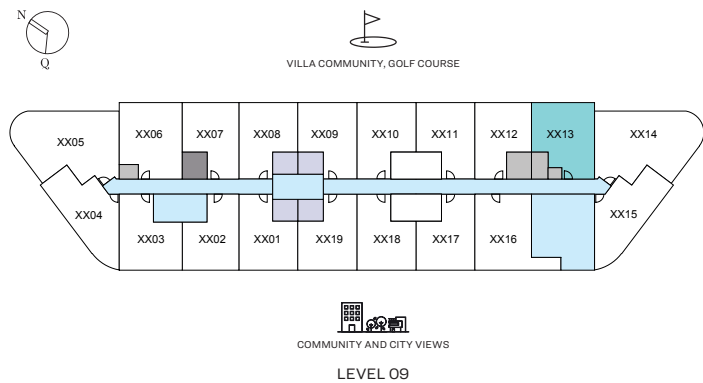 N
Q
VILLA COMMUNITY, GOLF COURSE
XX05
XX06
XX07
XX08
XX09
XX10
XX11
XX12
XX13
XX14
XX04
XX03
XX02
XX01
XX19
XX18
XX17
XX16
XX15
COMMUNITY AND CITY VIEWS
LEVEL 09